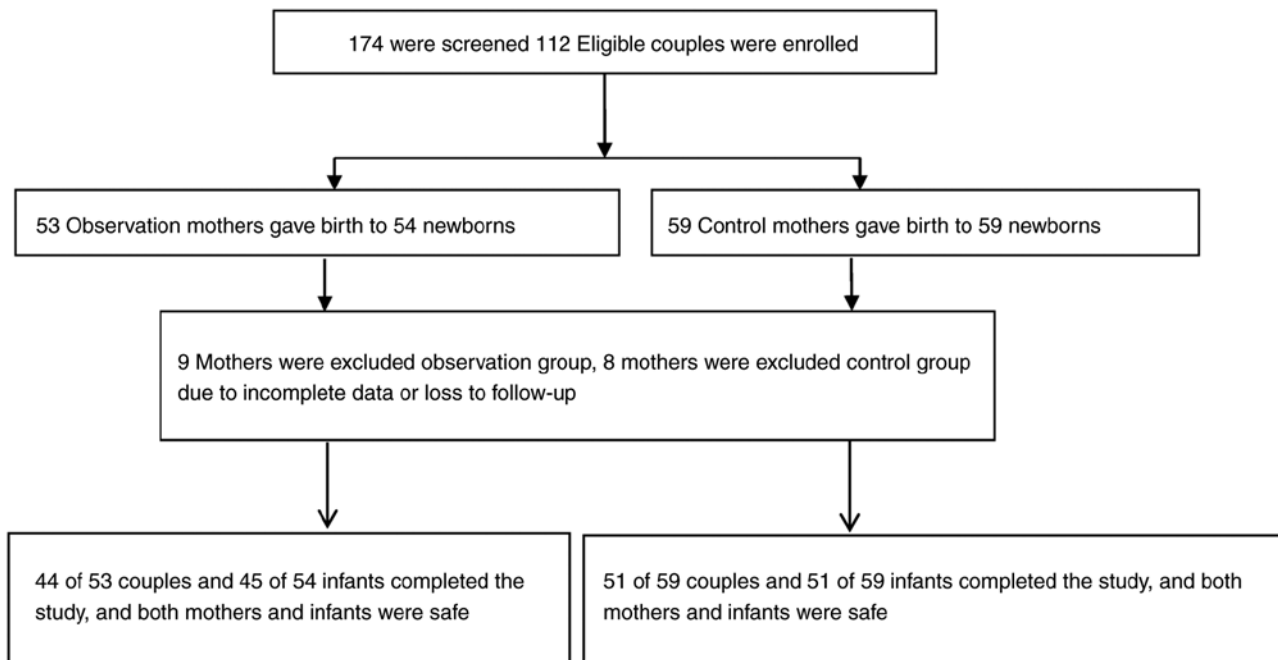 174 were screened 112 Eligible couples were enrolled
53 Observation mothers gave birth to 54 newborns
59 Control mothers gave birth to 59 newborns
9 Mothers were excluded observation group, 8 mothers were excluded control group
due to incomplete data or loss to follow-up
44 of 53 couples and 45 of 54 infants completed the
study, and both mothers and infants were safe
51 of 59 couples and 51 of 59 infants completed the study, and both
mothers and infants were safe